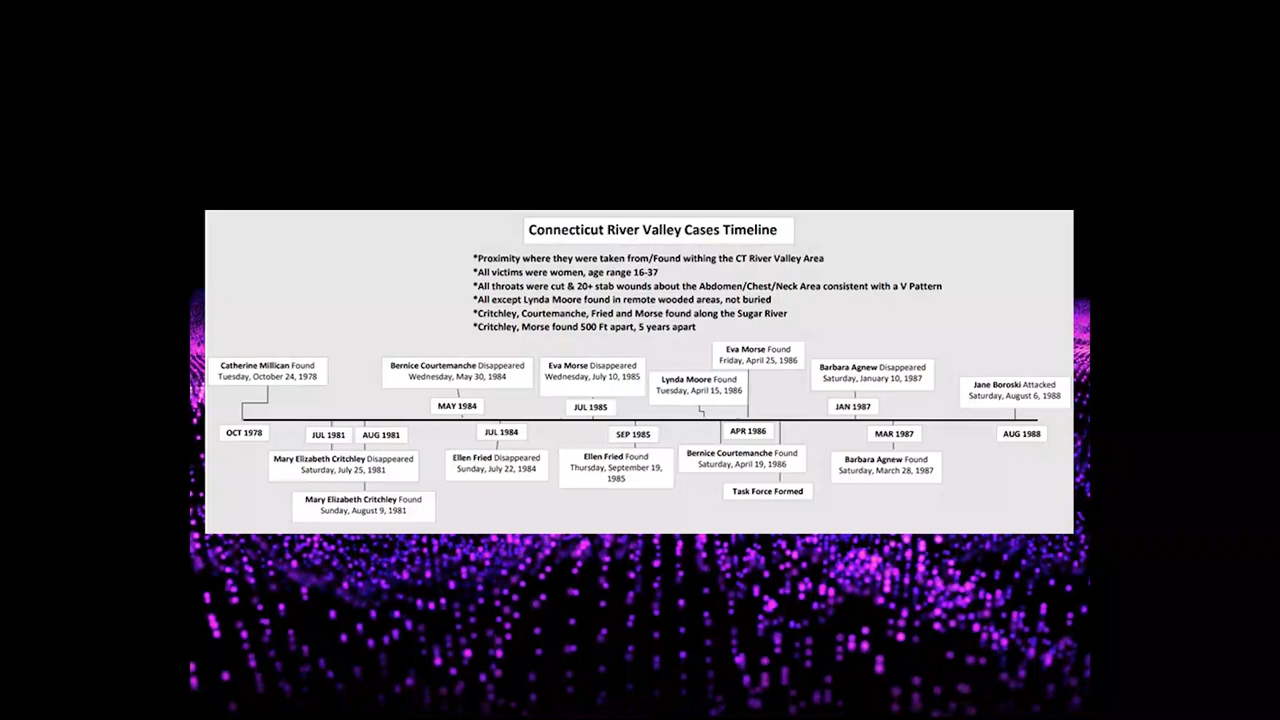 Connecticut River Valley Cases Timeline
*Proximity where they were taken from/Found withing the CT River Valley Area
*All victims were women, age range 16-37
*All throats were cut & 20+ stab wounds about the Abdomen/Chest/Neck Area consistent with a V Pattern
*All except Lynda Moore found in remote wooded areas, not buried
*Critchley, Courtemanche, Fried and Morse found along the Sugar River
*Critchley, Morse found 500 Ft apart, 5 years apart
Catherine Millican Found
Tuesday, October 24, 1978
Bernice Courtemanche Disappeared
Wednesday, May 30, 1984
Eva Morse Disappeared
Wednesday, July 10, 1985
Lynda Moore Found
Tuesday, April 15, 1986
Eva Morse Found
Friday, April 25, 1986
Barbara Agnew Disappeared
Saturday, January 10, 1987
Jane Boroski Attacked
Saturday, August 6, 1988
MAY 1984
JUL 1985
JAN 1987
OCT 1978
JUL 1981
AUG 1981
JUL 1984
SEP 1985
APR 1986
MAR 1987
AUG 1988
Mary Elizabeth Critchley Disappeared
Saturday, July 25, 1981
Mary Elizabeth Critchley Found
Sunday, August 9, 1981
Ellen Fried Disappeared
Sunday, July 22, 1984
Ellen Fried Found
Thursday, September 19,
1985
Bernice Courtemanche Found
Saturday, April 19, 1986
Task Force Formed
Barbara Agnew Found
Saturday, March 28, 1987